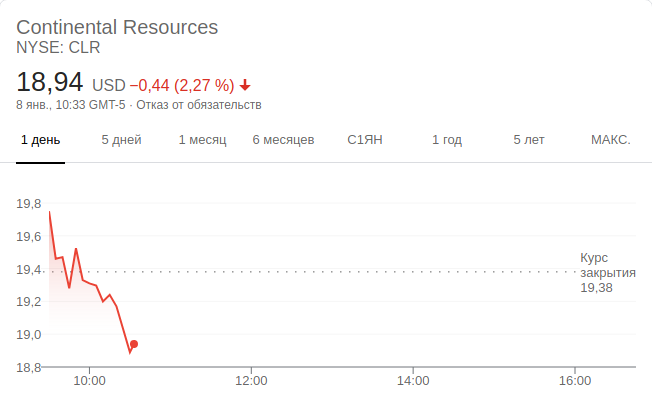 Continental Resources
NYSE: CLR
18,94 USD −0,44 (2,27 %)
8 янв., 10:33 GMT-5 · Отказ от обязательств
1 день 5 дней 1 месяц 6 месяцев С1ЯН 1 год 5 лет МАКС.
19,8
19,6
19,4
19,2
19,0
18,8
Курс
закрытия
19,38
10:00 12:00 14:00 16:00